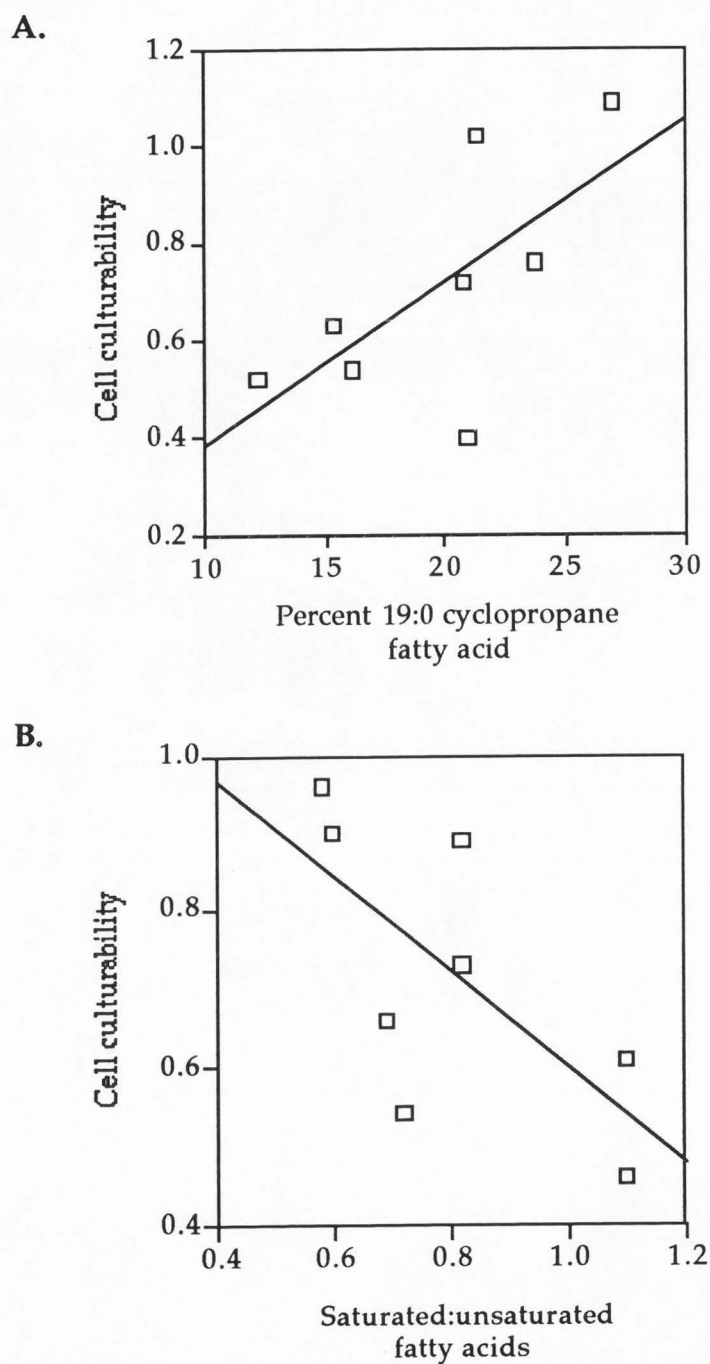 A.
1.2
1.0
0.8
0.6
0.4
0.2
Cell culturability
10 15 20 25 30
Percent 19:0 cyclopropane
fatty acid
B.
1.0
0.8
0.6
0.4
Cell culturability
0.4 0.6 0.8 1.0 1.2
Saturated:unsaturated
fatty acids